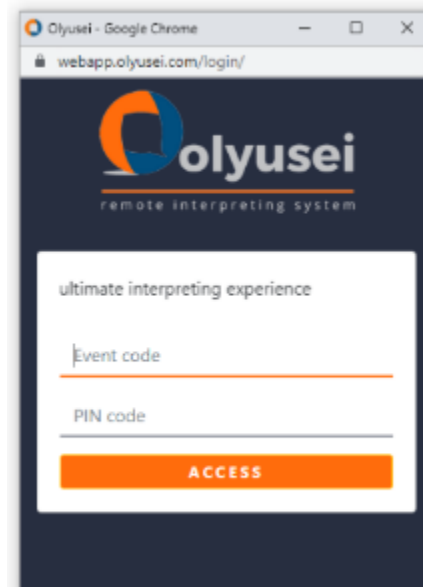 Olyusei - Google Chrome
webapp.olyusei.com/login/
olyusei
remote interpreting system
ultimate interpreting experience
Event code
PIN code
ACCESS